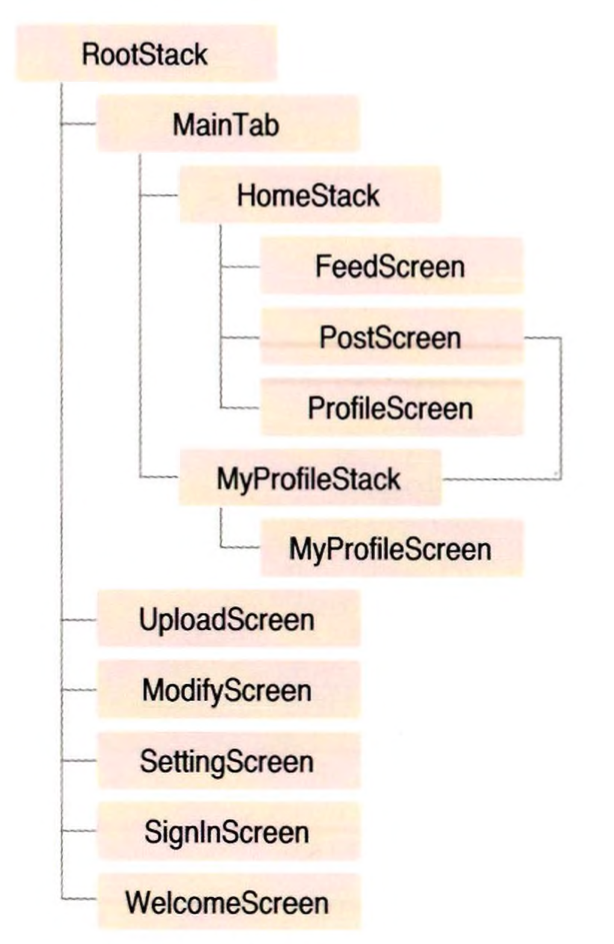 RootStack
MainTab
HomeStack
FeedScreen
PostScreen
ProfileScreen
MyProfileStack
MyProfileScreen
UploadScreen
ModifyScreen
SettingScreen
SignInScreen
WelcomeScreen